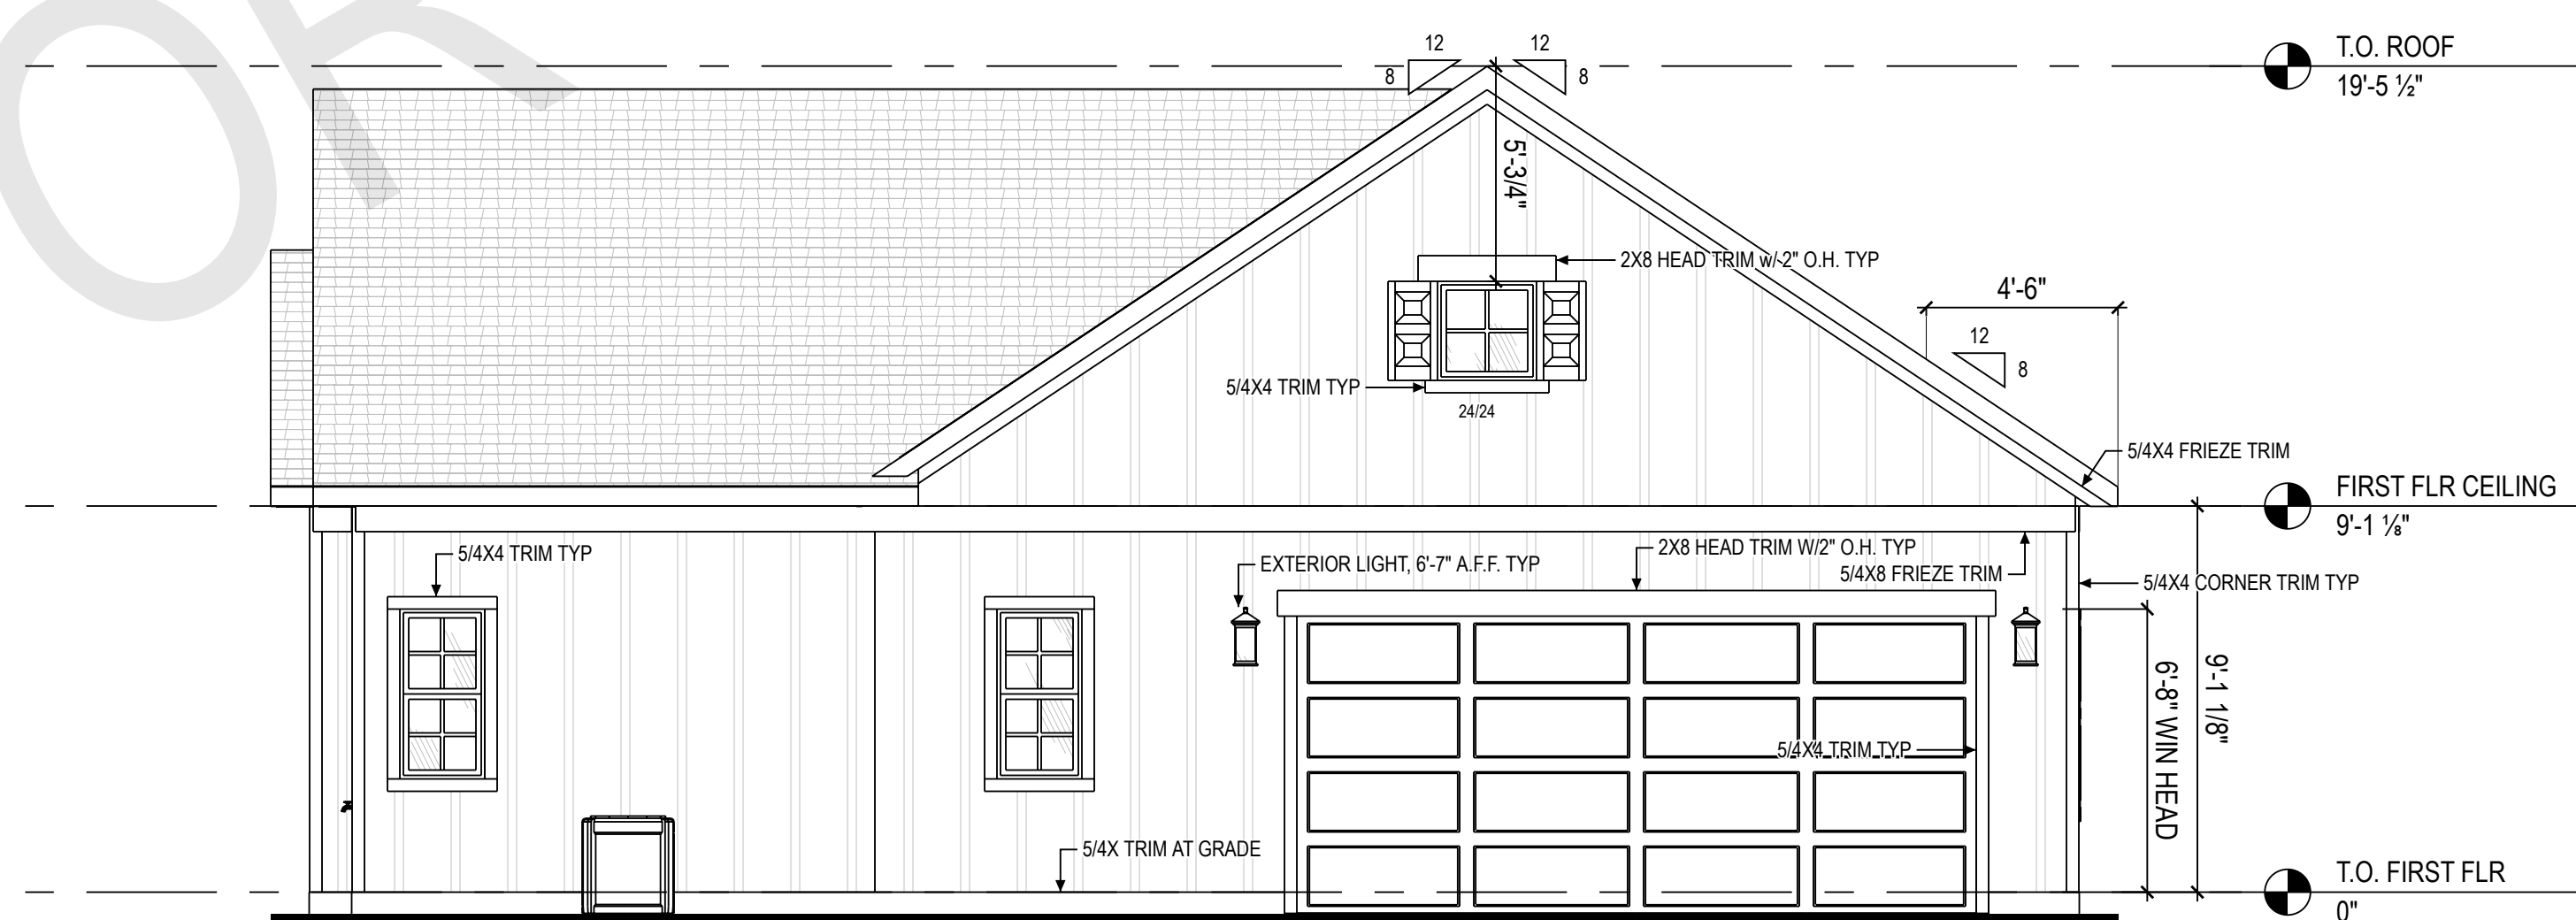 OR
12 12
8 8
T.O. ROOF
19'-5 ½"
5'-3/4"
2X8 HEAD TRIM w/ 2" O.H. TYP
4'-6"
12
8
5/4X4 TRIM TYP
24/24
5/4X4 FRIEZE TRIM
FIRST FLR CEILING
9'-1 ⅛"
5/4X4 TRIM TYP
EXTERIOR LIGHT, 6'-7" A.F.F. TYP
2X8 HEAD TRIM W/2" O.H. TYP
5/4X8 FRIEZE TRIM
5/4X4 CORNER TRIM TYP
9'-1 1/8"
6'-8" WIN HEAD
5/4X4 TRIM TYP
5/4X TRIM AT GRADE
T.O. FIRST FLR
0"